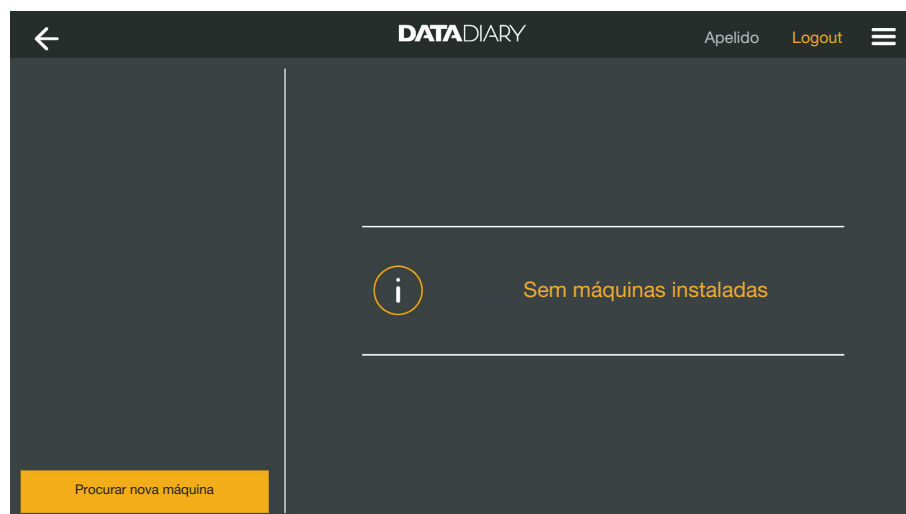 DATADIARY
Apelido
Logout
i
Sem máquinas instaladas
Procurar nova máquina